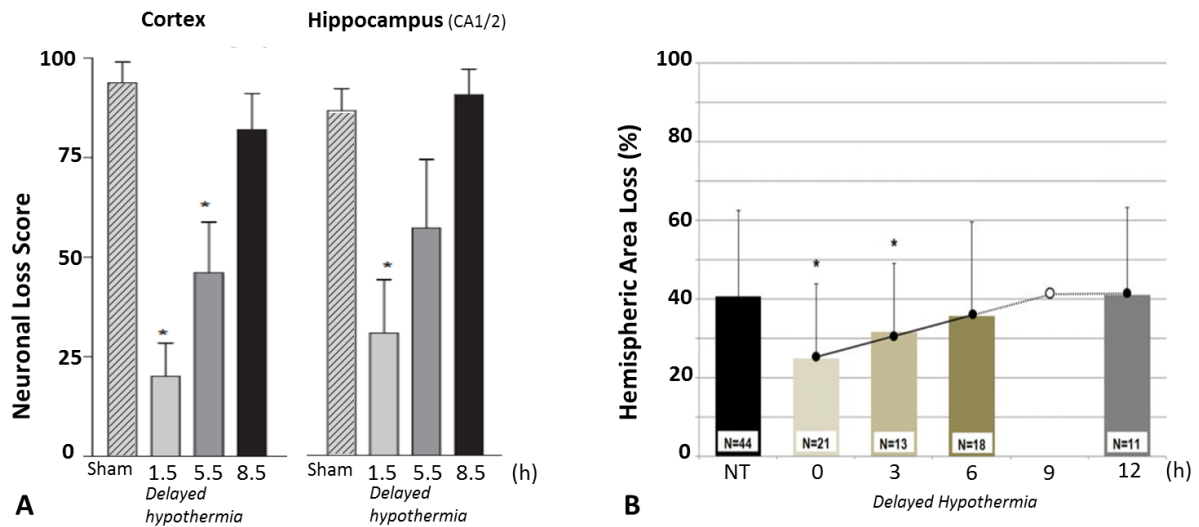 Cortex
Hippocampus (CA1/2)
Neuronal Loss Score
100
75
50
25
0
*
*
*
Sham 1.5 5.5 8.5
Delayed
hypothermia
Sham 1.5 5.5 8.5 (h)
Delayed
hypothermia
A
Hemispheric Area Loss (%)
100
80
60
40
20
0
*
*
N=44 N=21 N=13 N=18 N=11
NT 0 3 6 9 12 (h)
Delayed Hypothermia
B